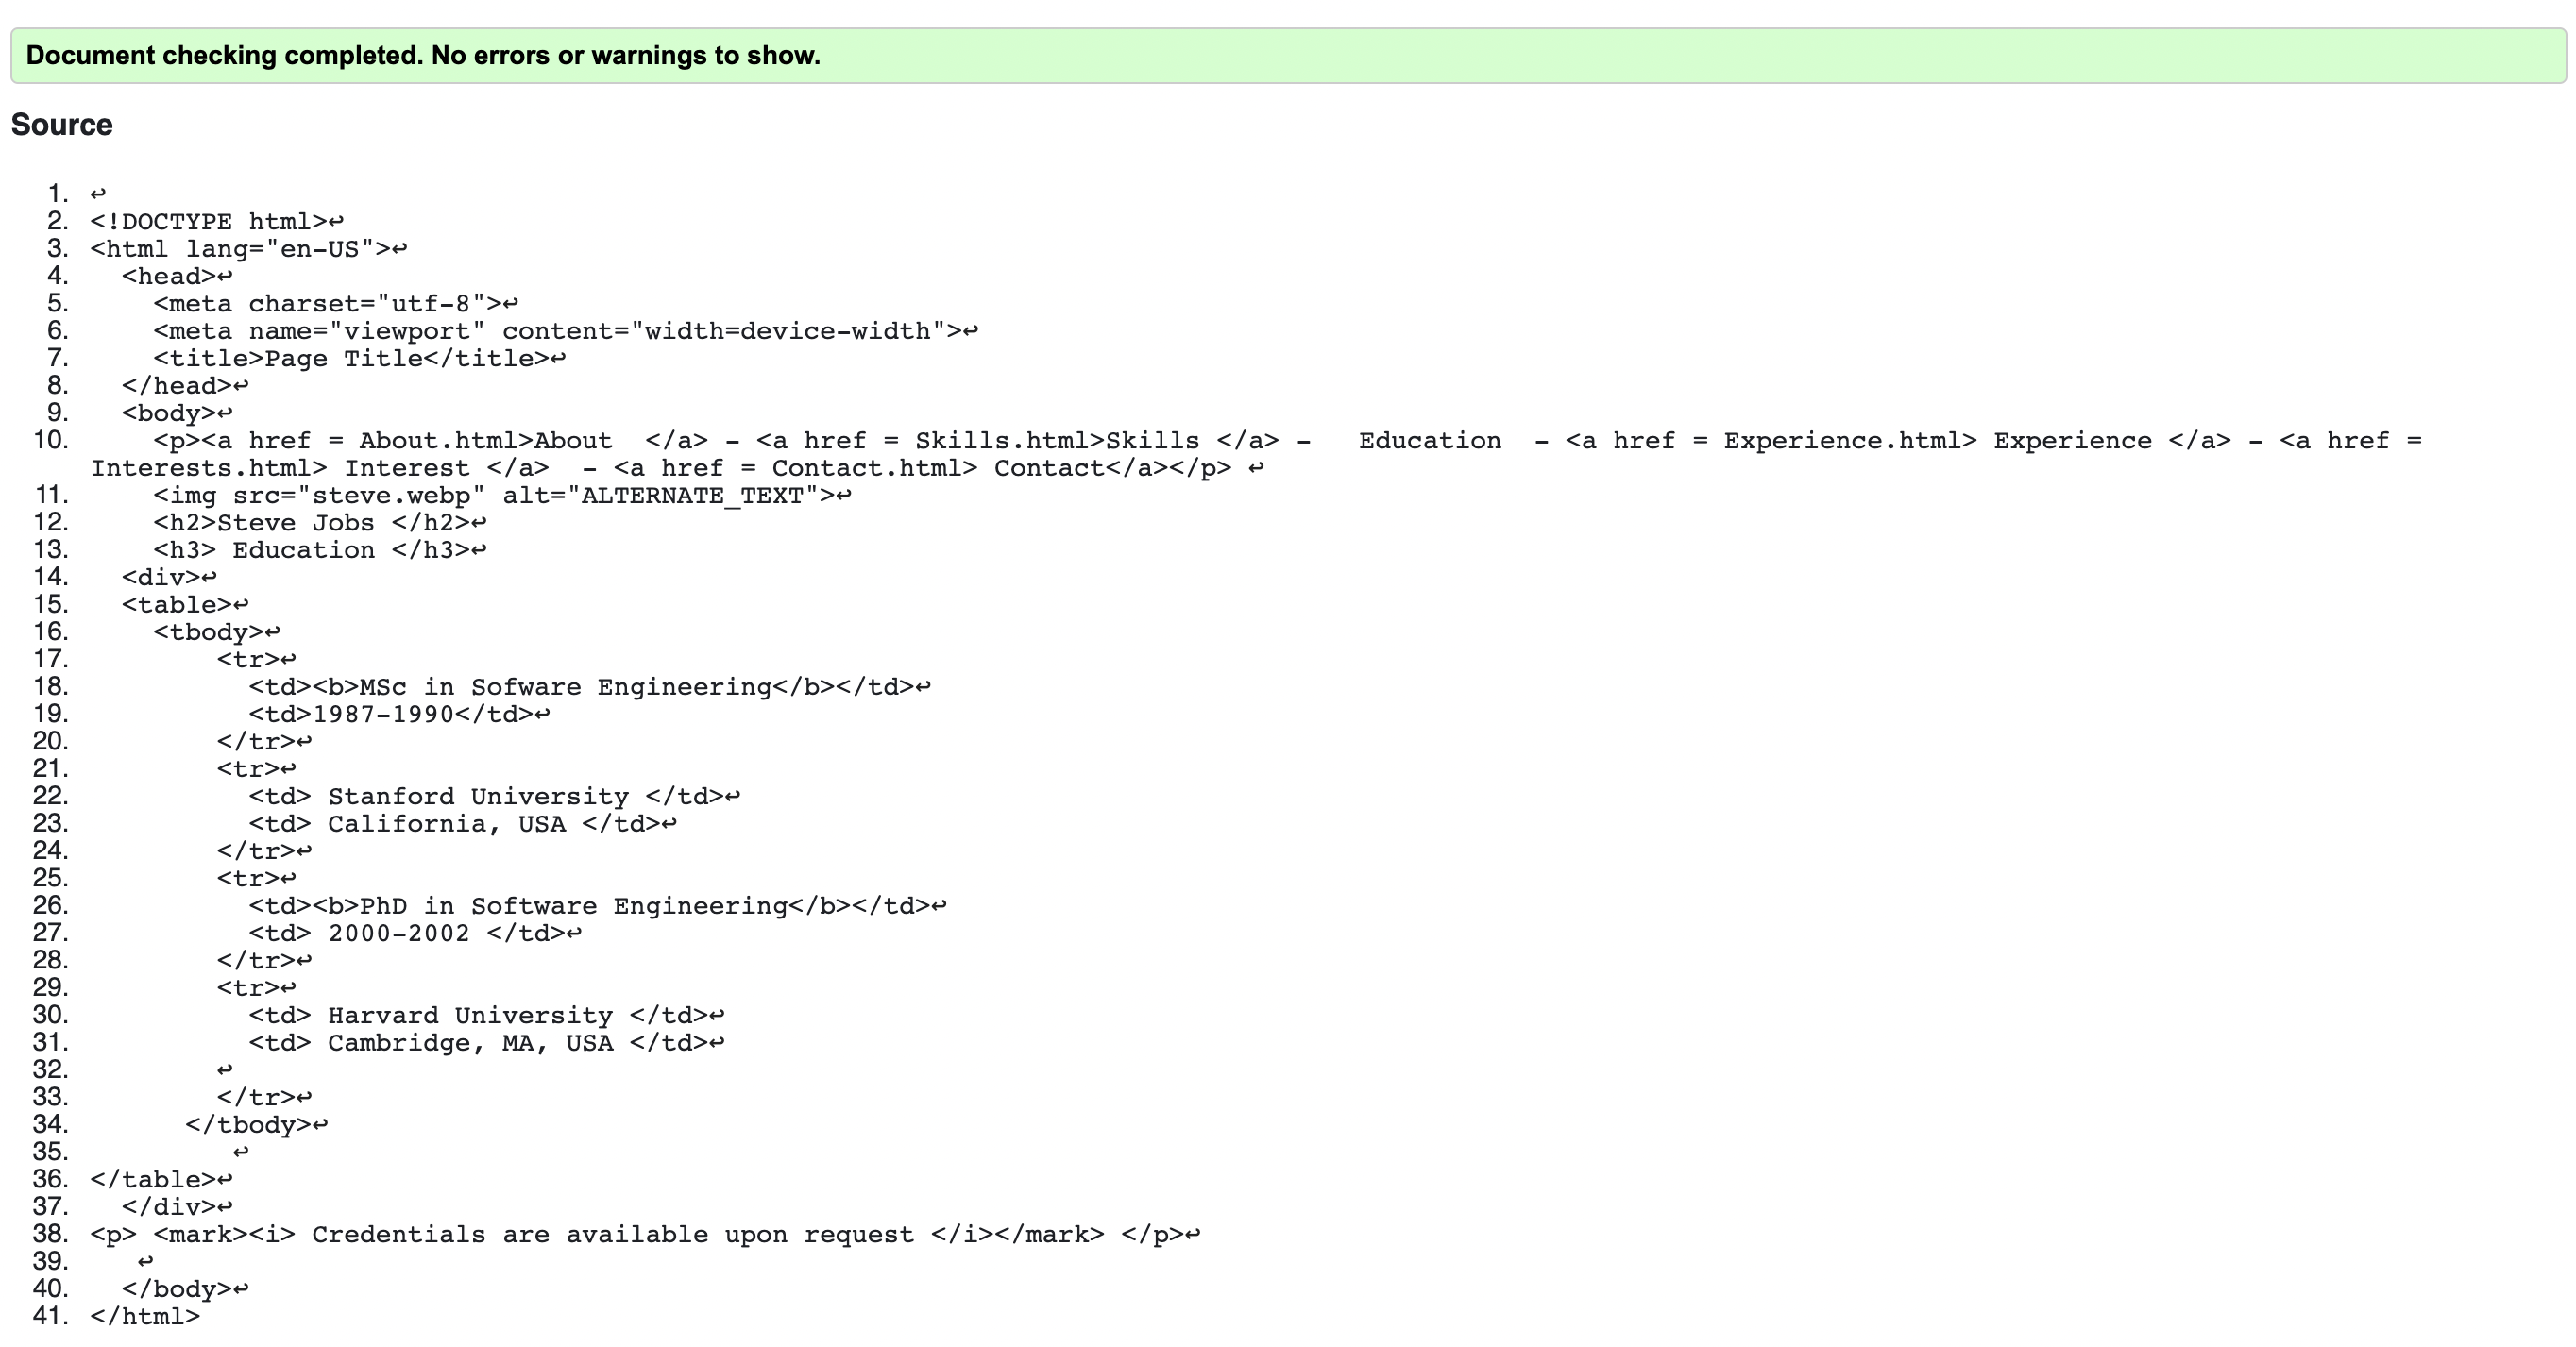 Document checking completed. No errors or warnings to show.
Source
1. ↩
2. <!DOCTYPE html>↩
3. <html lang="en-US">↩
4.   <head>↩
5.     <meta charset="utf-8">↩
6.     <meta name="viewport" content="width=device-width">↩
7.     <title>Page Title</title>↩
8.   </head>↩
9.   <body>↩
10.     <p><a href = About.html>About  </a> - <a href = Skills.html>Skills </a> -   Education  - <a href = Experience.html> Experience </a> - <a href =
Interests.html> Interest </a>  - <a href = Contact.html> Contact</a></p> ↩
11.     <img src="steve.webp" alt="ALTERNATE_TEXT">↩
12.     <h2>Steve Jobs </h2>↩
13.     <h3> Education </h3>↩
14.   <div>↩
15.   <table>↩
16.     <tbody>↩
17.         <tr>↩
18.           <td><b>MSc in Sofware Engineering</b></td>↩
19.           <td>1987-1990</td>↩
20.         </tr>↩
21.         <tr>↩
22.           <td> Stanford University </td>↩
23.           <td> California, USA </td>↩
24.         </tr>↩
25.         <tr>↩
26.           <td><b>PhD in Software Engineering</b></td>↩
27.           <td> 2000-2002 </td>↩
28.         </tr>↩
29.         <tr>↩
30.           <td> Harvard University </td>↩
31.           <td> Cambridge, MA, USA </td>↩
32.         ↩
33.         </tr>↩
34.       </tbody>↩
35.          ↩
36. </table>↩
37.   </div>↩
38. <p> <mark><i> Credentials are available upon request </i></mark> </p>↩
39.    ↩
40.   </body>↩
41. </html>